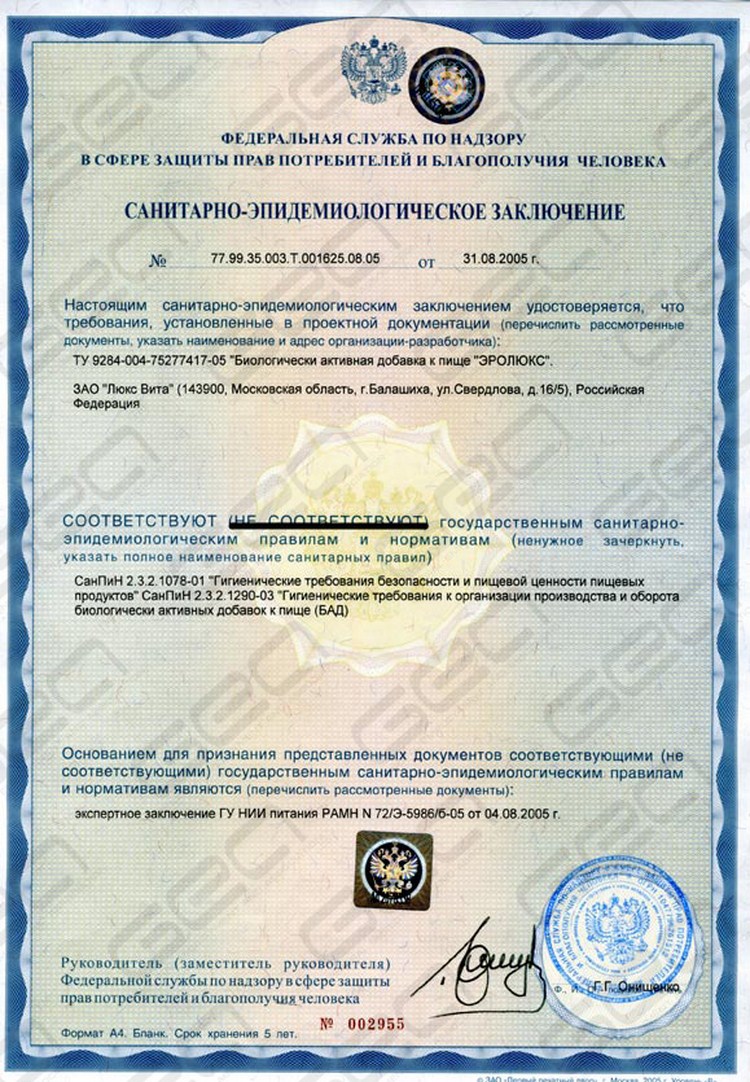 ФЕДЕРАЛЬНАЯ СЛУЖБА ПО НАДЗОРУ
В СФЕРЕ ЗАЩИТЫ ПРАВ ПОТРЕБИТЕЛЕЙ И БЛАГОПОЛУЧИЯ ЧЕЛОВЕКА
САНИТАРНО-ЭПИДЕМИОЛОГИЧЕСКОЕ ЗАКЛЮЧЕНИЕ
№ 77.99.35.003.Т.001625.08.05 от 31.08.2005 г.
Настоящим санитарно-эпидемиологическим заключением удостоверяется, что
требования, установленные в проектной документации (перечислить рассмотренные
документы, указать наименование и адрес организации-разработчика):
ТУ 9284-004-75277417-05 "Биологически активная добавка к пище "ЭРОЛЮКС".
ЗАО "Люкс Вита" (143900, Московская область, г.Балашиха, ул.Свердлова, д.16/5), Российская
Федерация
СООТВЕТСТВУЮТ (НЕ СООТВЕТСТВУЮТ) государственным санитарно-
эпидемиологическим правилам и нормативам (ненужное зачеркнуть,
указать полное наименование санитарных правил)
СанПиН 2.3.2.1078-01 "Гигиенические требования безопасности и пищевой ценности пищевых
продуктов" СанПиН 2.3.2.1290-03 "Гигиенические требования к организации производства и оборота
биологически активных добавок к пище (БАД)
Основанием для признания представленных документов соответствующими (не
соответствующими) государственным санитарно-эпидемиологическим правилам
и нормативам являются (перечислить рассмотренные документы):
экспертное заключение ГУ НИИ питания РАМН N 72/Э-5986/б-05 от 04.08.2005 г.
Руководитель (заместитель руководителя)
Федеральной службы по надзору в сфере защиты
прав потребителей и благополучия человека
Г.Г. Онищенко
№ 002955
Формат А4. Бланк. Срок хранения 5 лет.